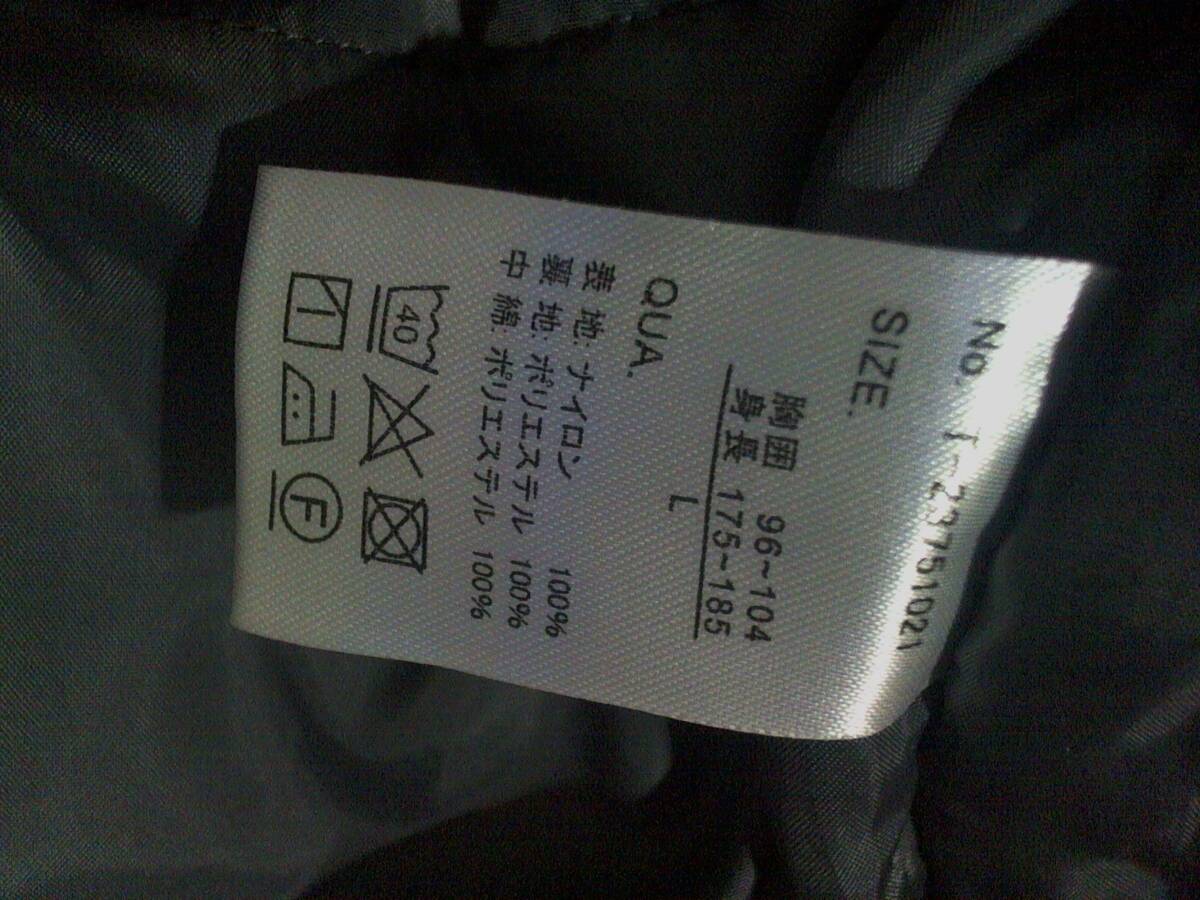 No.
SIZE.
胸囲 96~104
身長 175~185
L
QUA.
表地: ナイロン 100%
裏地: ポリエステル 100%
中綿: ポリエステル 100%
40
F